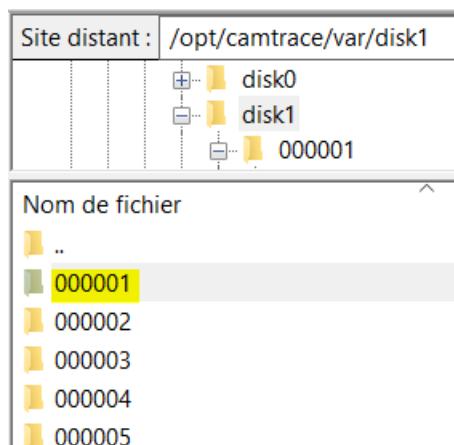 Site distant : /opt/camtrace/var/disk1
disk0
disk1
000001
Nom de fichier
..
000001
000002
000003
000004
000005